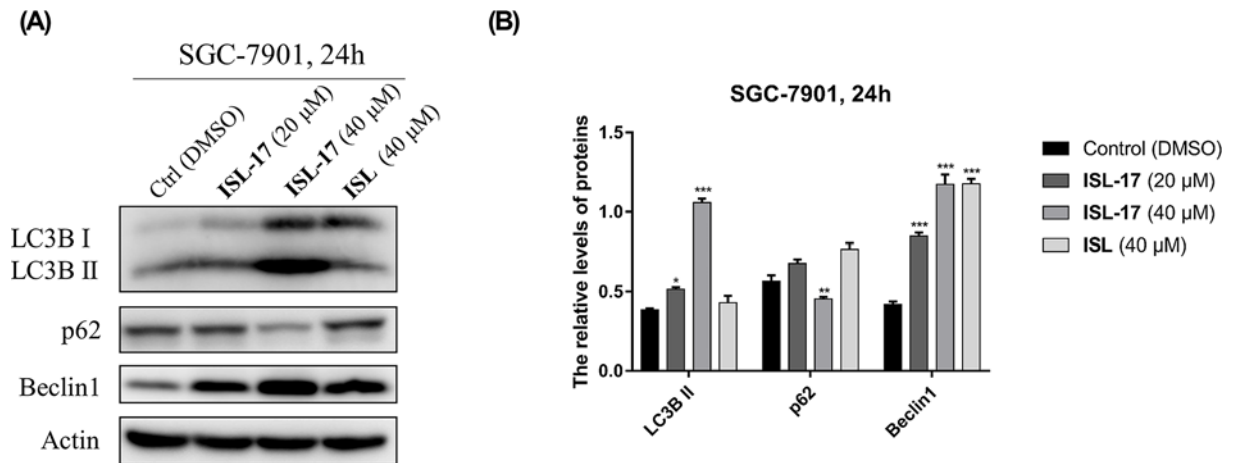 (A)
SGC-7901, 24h
Ctrl (DMSO)
ISL-17 (20 μM)
ISL-17 (40 μM)
ISL (40 μM)
LC3B I
LC3B II
p62
Beclin1
Actin
(B)
SGC-7901, 24h
The relative levels of proteins
1.5
1.0
0.5
0.0
*
***
**
***
***
***
LC3B II
p62
Beclin1
Control (DMSO)
ISL-17 (20 μM)
ISL-17 (40 μM)
ISL (40 μM)